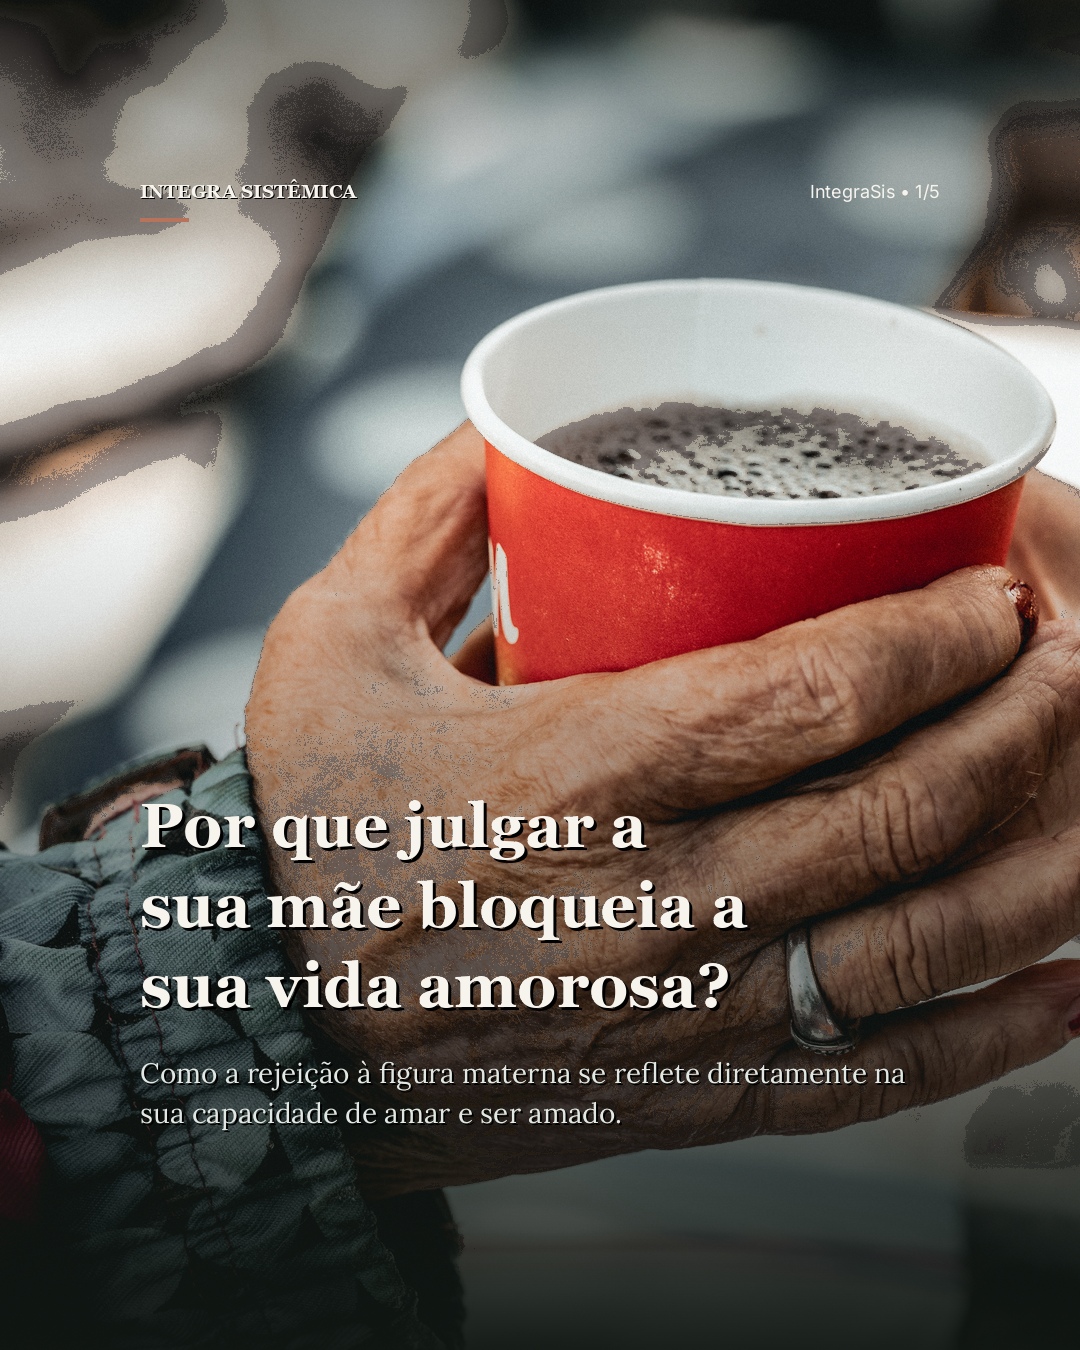 INTEGRA SISTÊMICA
IntegraSis • 1/5
Por que julgar a
sua mãe bloqueia a
sua vida amorosa?
Como a rejeição à figura materna se reflete diretamente na
sua capacidade de amar e ser amado.